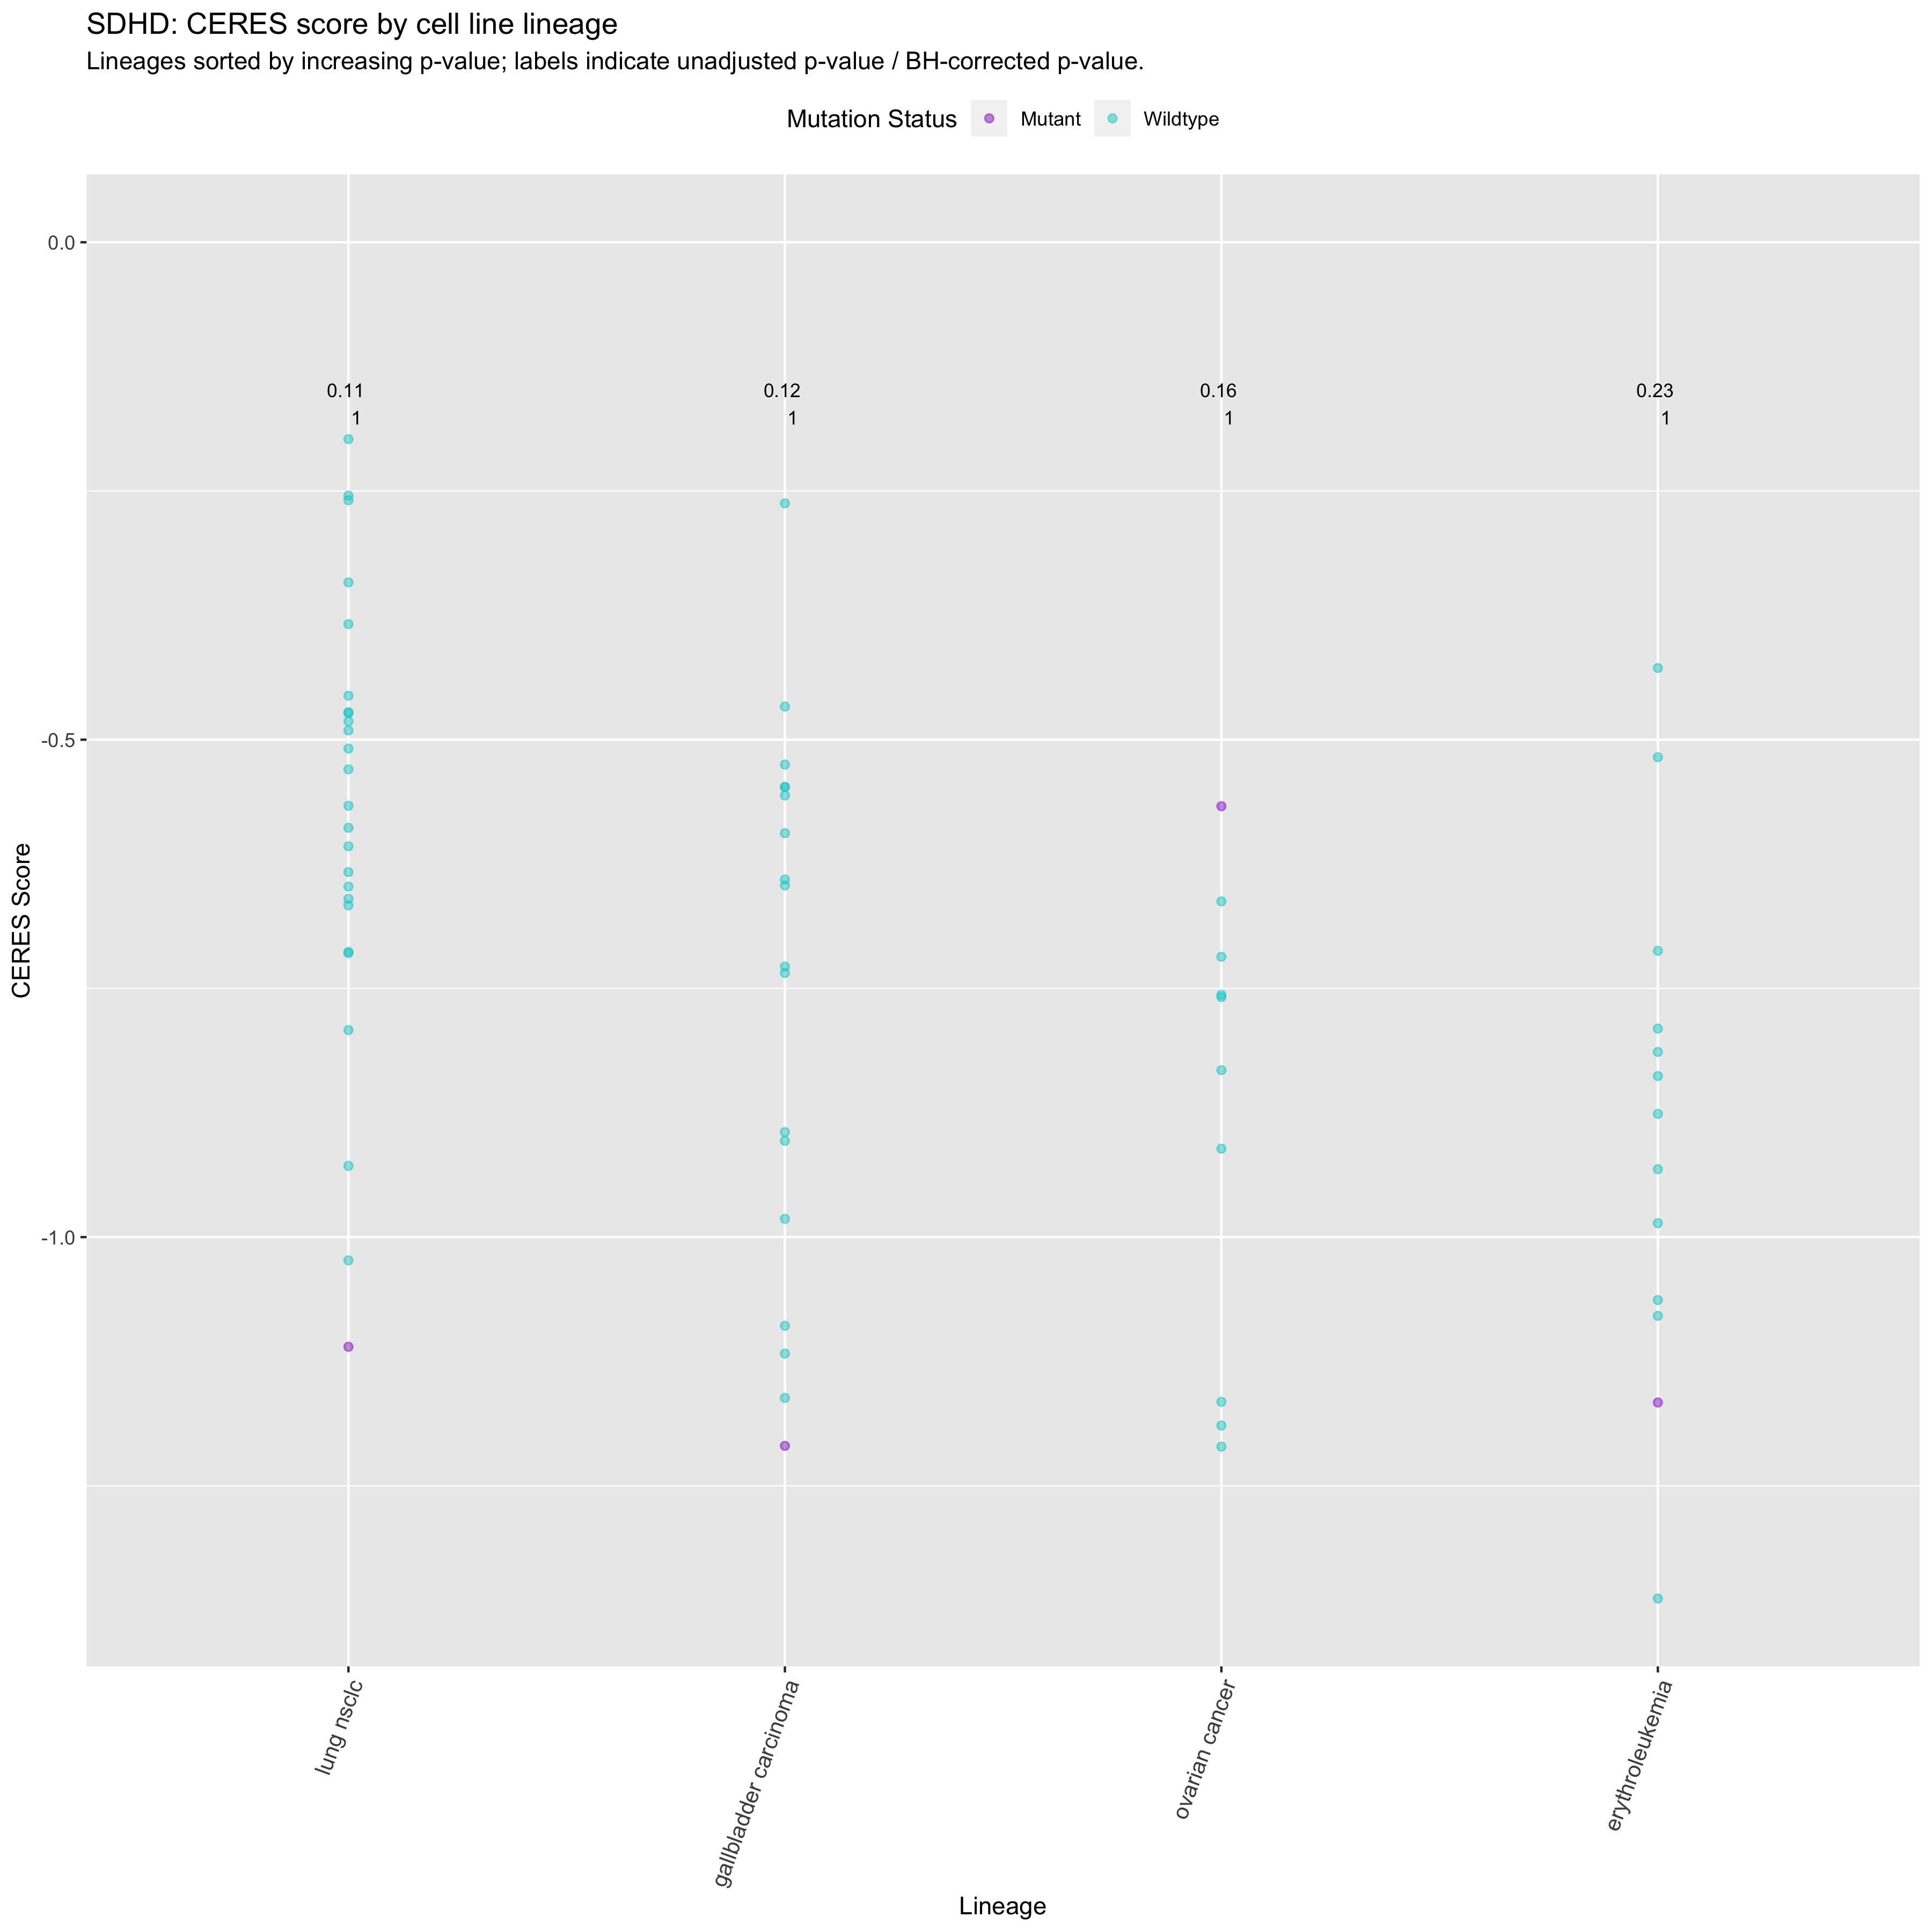 SDHD: CERES score by cell line lineage
Lineages sorted by increasing p-value; labels indicate unadjusted p-value / BH-corrected p-value.
Mutation Status Mutant Wildtype
0.0
-0.5
-1.0
CERES Score
0.11
1
0.12
1
0.16
1
0.23
1
lung nsclc
gallbladder carcinoma
ovarian cancer
erythroleukemia
Lineage